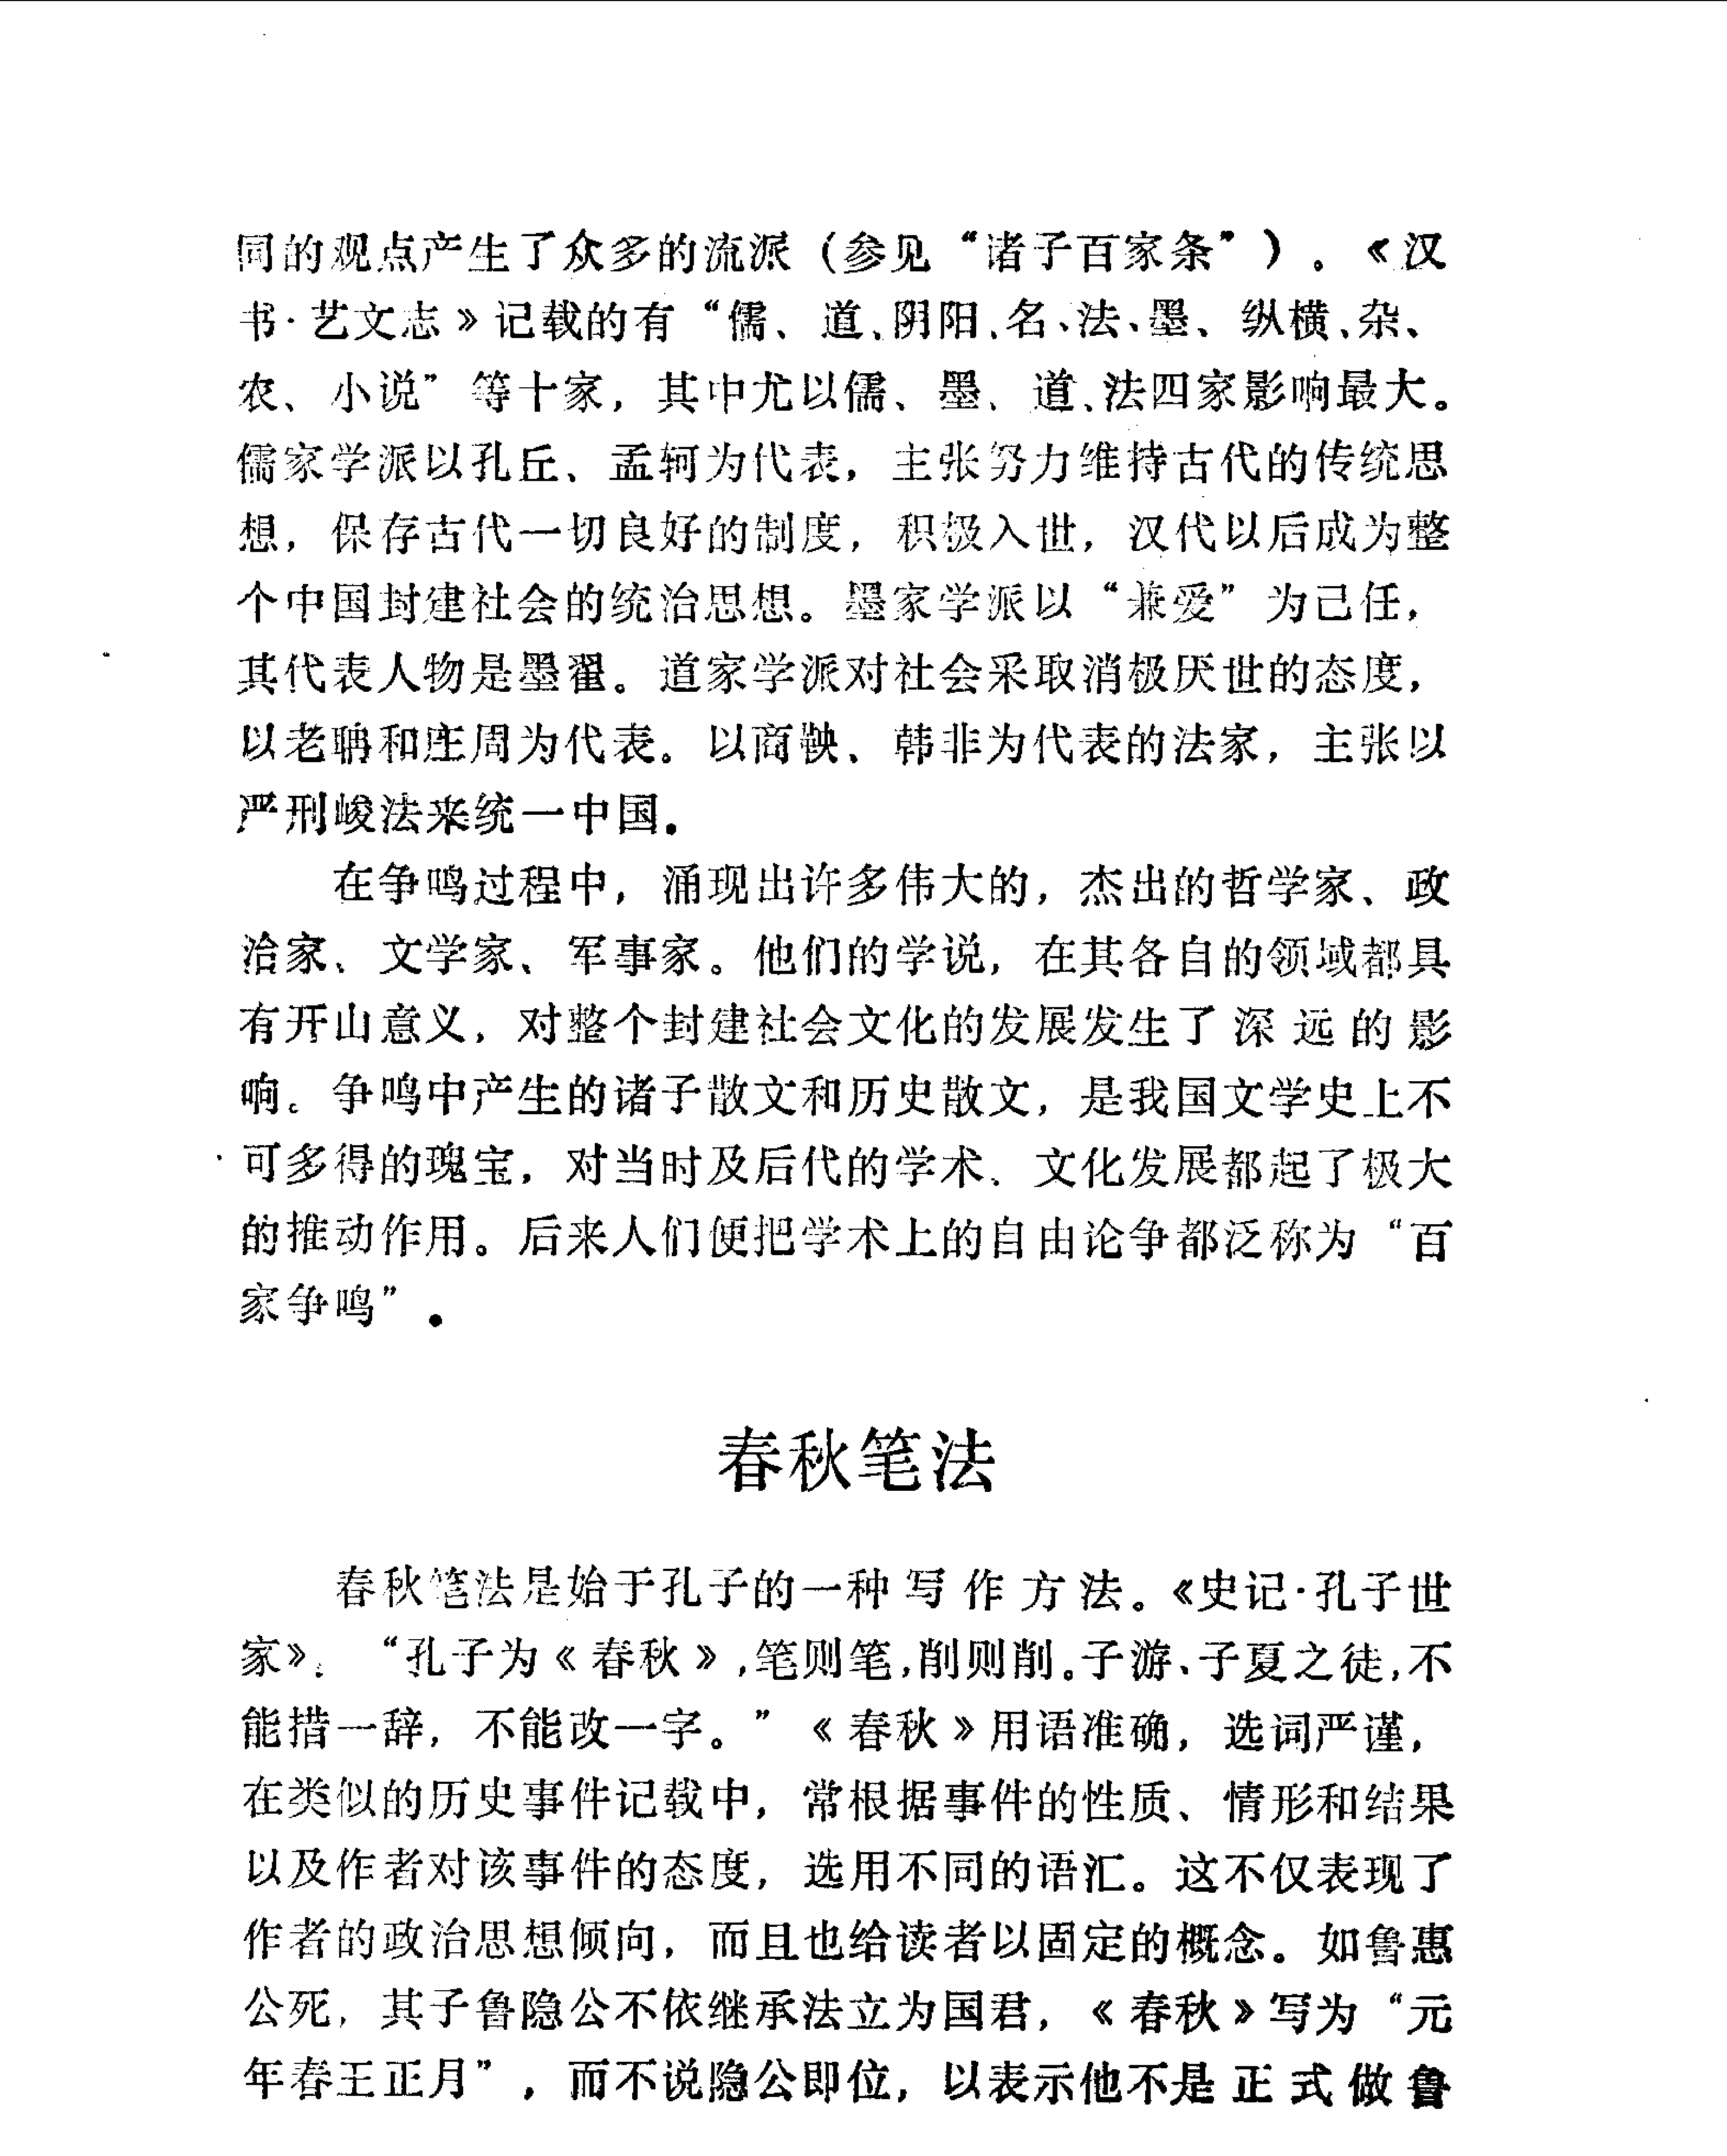 同的观点产生了众多的流派（参见“诸子百家条”）。《汉
书·艺文志》记载的有“儒、道、阴阳、名、法、墨、纵横、杂、
农、小说”等十家，其中尤以儒、墨、道、法四家影响最大。
儒家学派以孔丘、孟轲为代表，主张努力维持古代的传统思
想，保存古代一切良好的制度，积极入世，汉代以后成为整
个中国封建社会的统治思想。墨家学派以“兼爱”为己任，
其代表人物是墨翟。道家学派对社会采取消极厌世的态度，
以老聃和庄周为代表。以商鞅、韩非为代表的法家，主张以
严刑峻法来统一中国。
在争鸣过程中，涌现出许多伟大的，杰出的哲学家、政
治家、文学家、军事家。他们的学说，在其各自的领域都具
有开山意义，对整个封建社会文化的发展发生了深远的影
响。争鸣中产生的诸子散文和历史散文，是我国文学史上不
可多得的瑰宝，对当时及后代的学术、文化发展都起了极大
的推动作用。后来人们便把学术上的自由论争都泛称为“百
家争鸣”。
春秋笔法
春秋笔法是始于孔子的一种写作方法。《史记·孔子世
家》：“孔子为《春秋》，笔则笔，削则削。子游、子夏之徒，不
能措一辞，不能改一字。”《春秋》用语准确，选词严谨，
在类似的历史事件记载中，常根据事件的性质、情形和结果
以及作者对该事件的态度，选用不同的语汇。这不仅表现了
作者的政治思想倾向，而且也给读者以固定的概念。如鲁惠
公死，其子鲁隐公不依继承法立为国君，《春秋》写为“元
年春王正月”，而不说隐公即位，以表示他不是正式做鲁